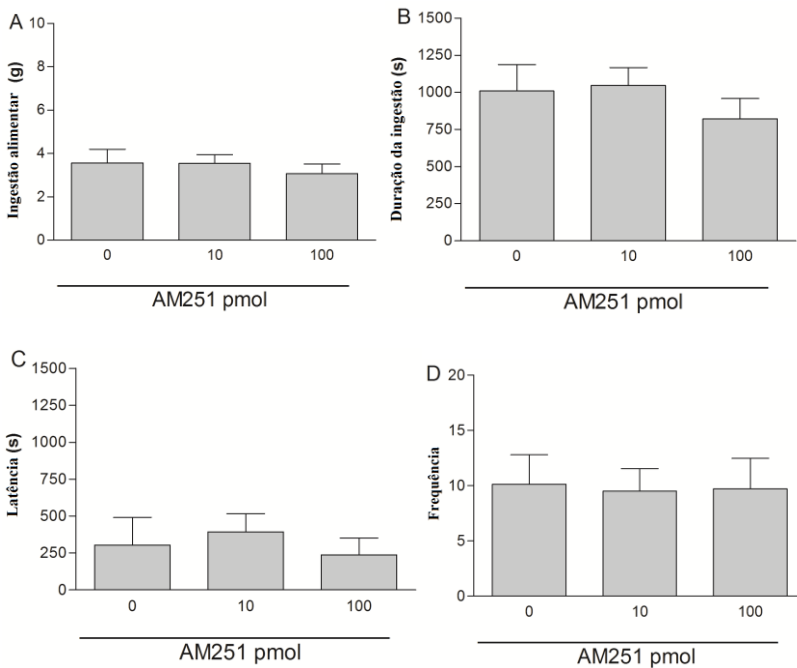 A
Ingestão alimentar (g)
10
8
6
4
2
0
0 10 100
AM251 pmol
B
Duração da ingestão (s)
1500
1250
1000
750
500
250
0
0 10 100
AM251 pmol
C
Latência (s)
1500
1250
1000
750
500
250
0
0 10 100
AM251 pmol
D
Frequência
20
15
10
5
0
0 10 100
AM251 pmol